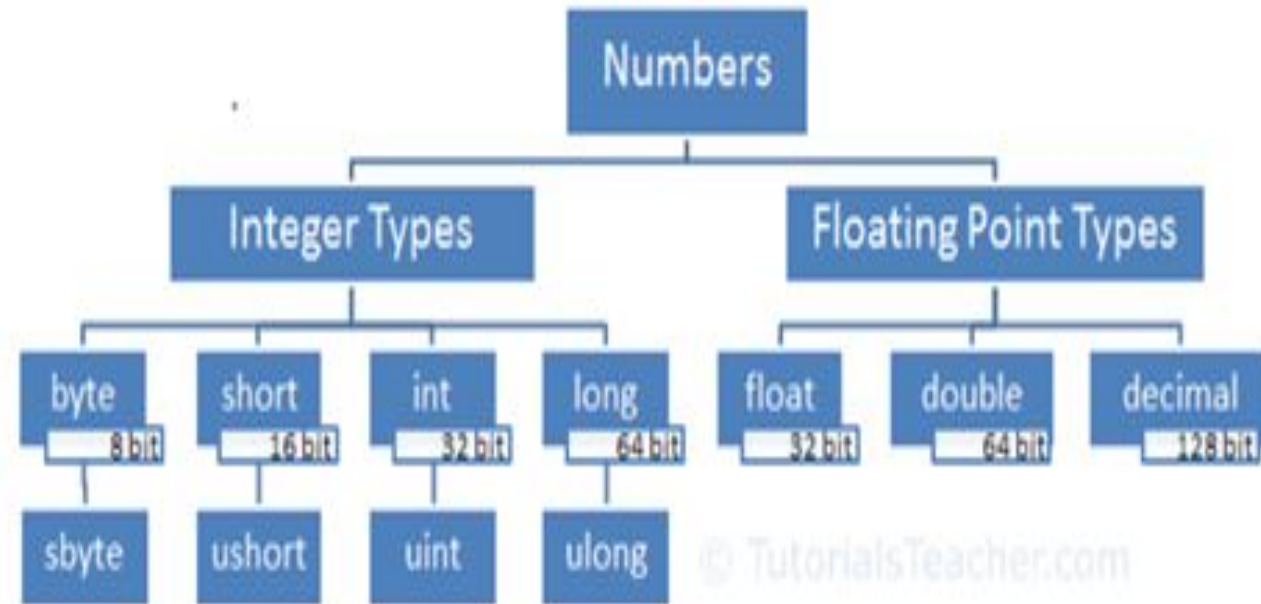 Numbers
Integer Types
Floating Point Types
byte
8 bit
short
16 bit
int
32 bit
long
64 bit
float
32 bit
double
64 bit
decimal
128 bit
sbyte
ushort
uint
ulong
© TutorialsTeacher.com